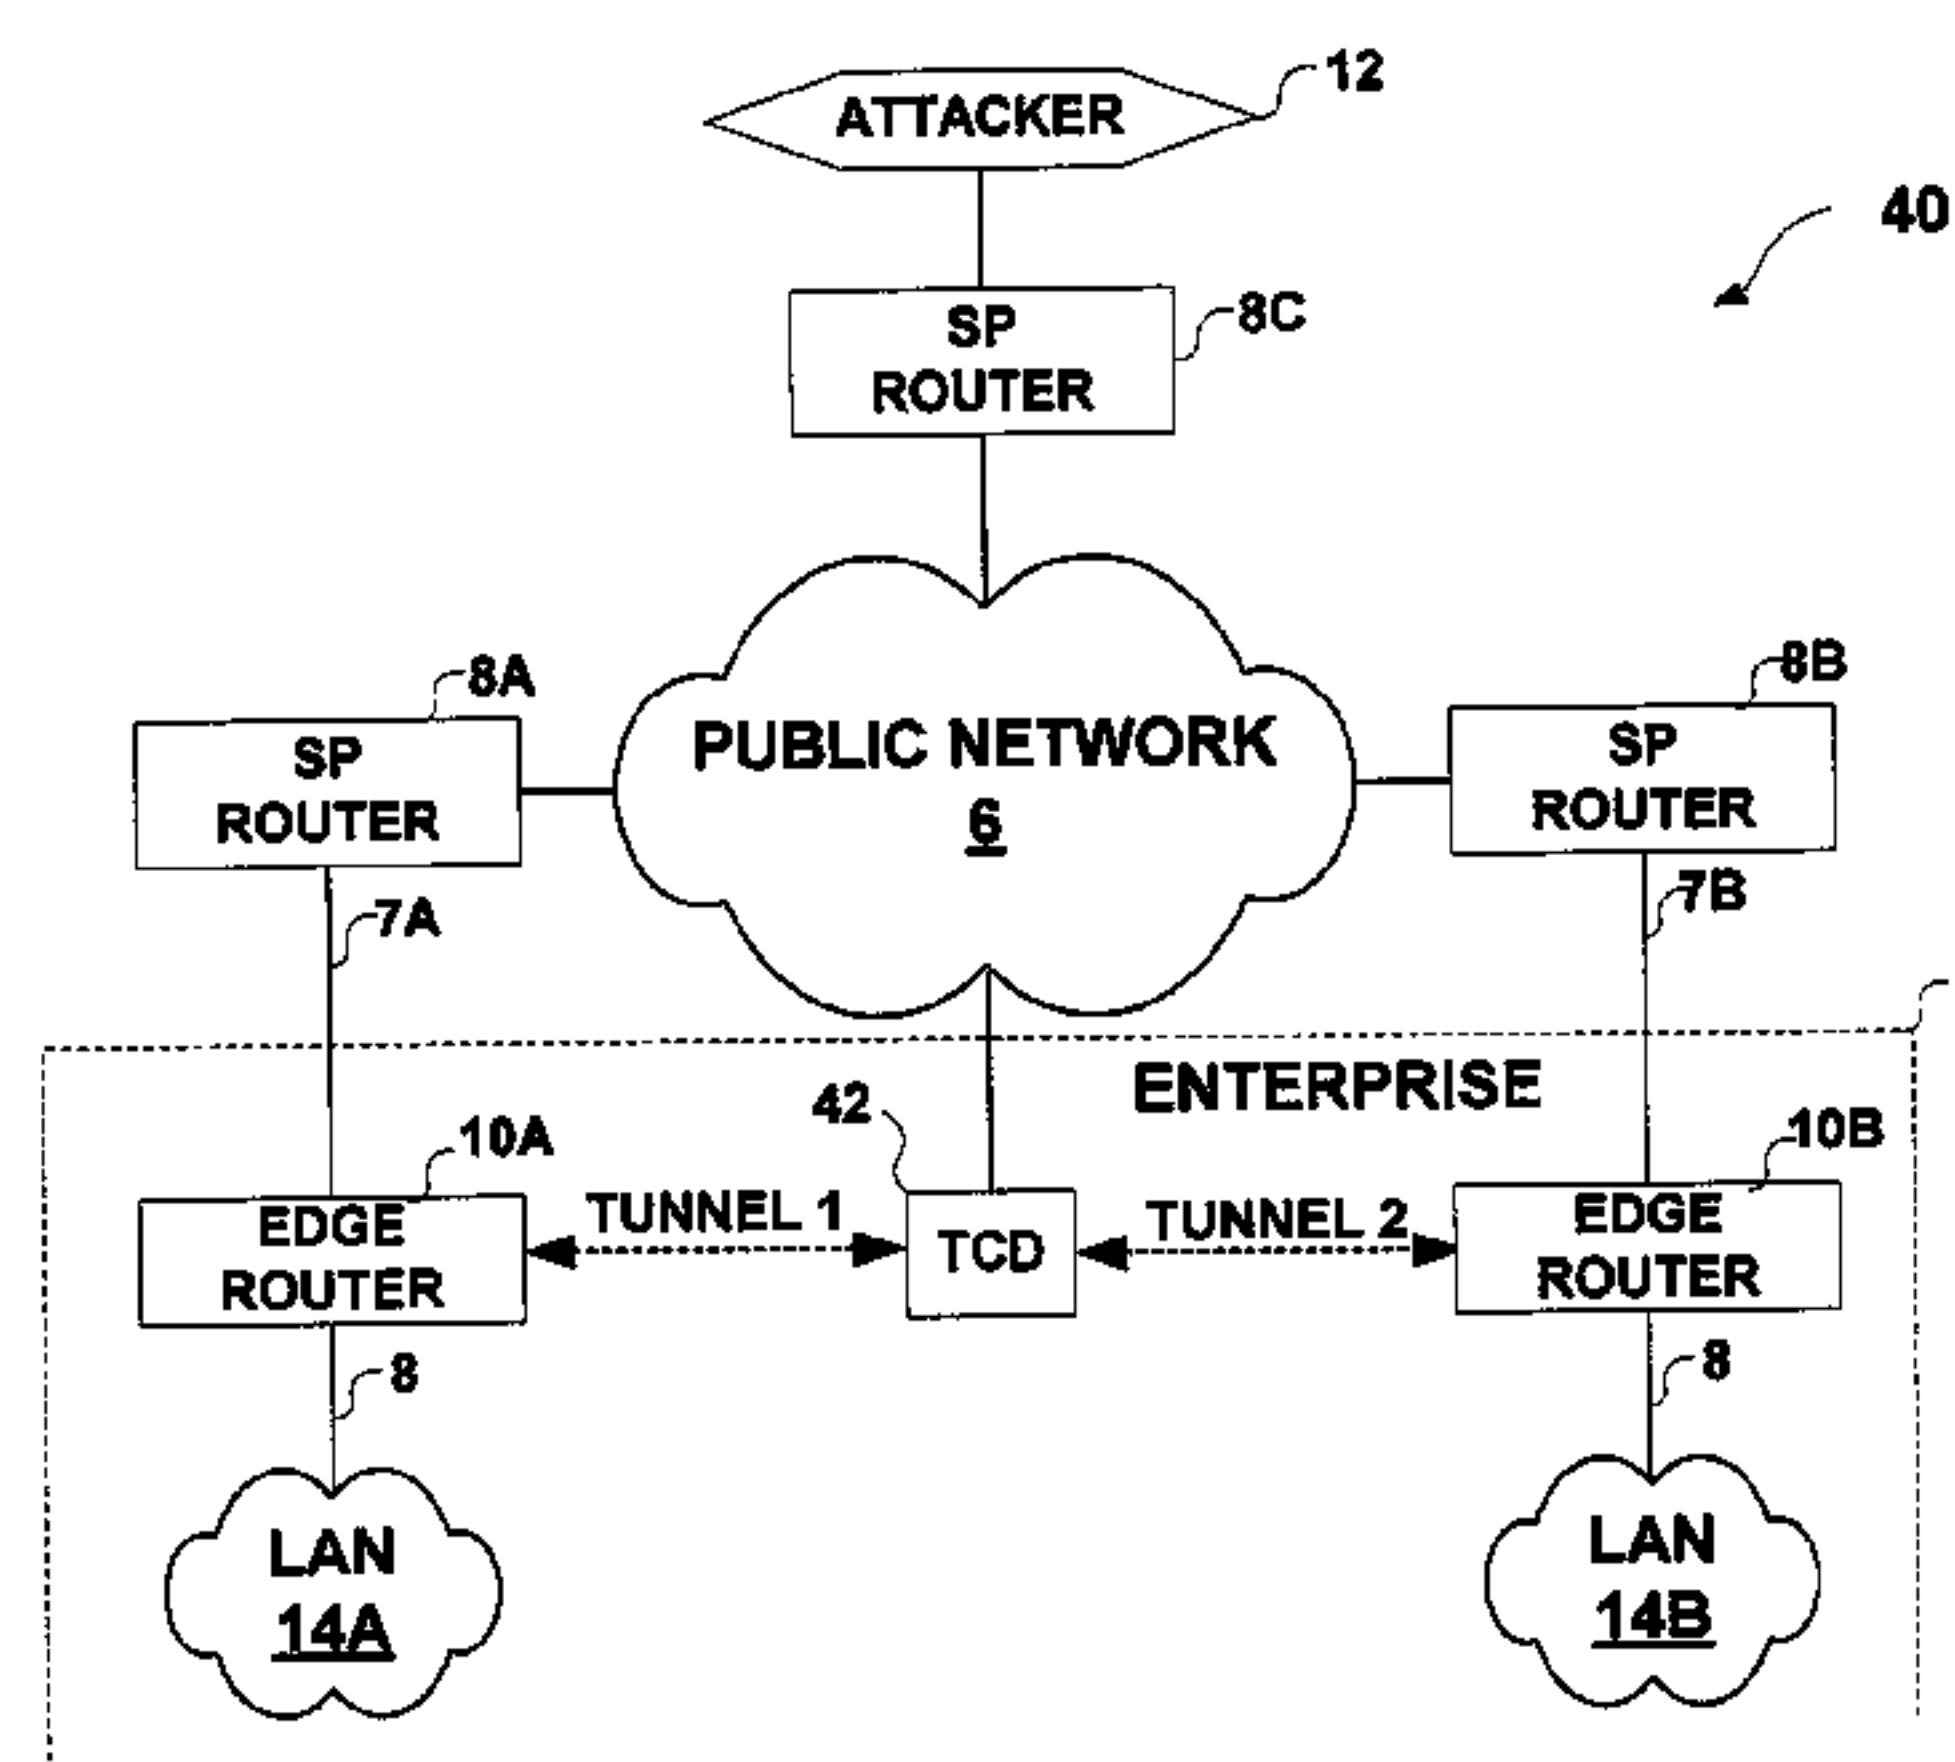 ATTACKER
12
40
SP
ROUTER
8C
8A
SP
ROUTER
PUBLIC NETWORK
6
8B
SP
ROUTER
7A
7B
ENTERPRISE
42
10A
EDGE
ROUTER
TUNNEL 1
TCD
TUNNEL 2
10B
EDGE
ROUTER
8
8
LAN
14A
LAN
14B